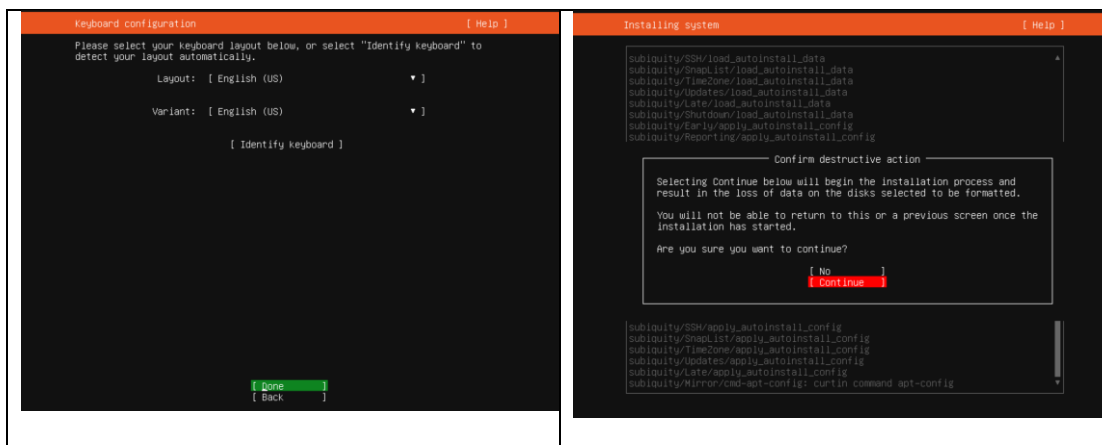 Keyboard configuration [ Help ]
Please select your keyboard layout below, or select "Identify keyboard" to
detect your layout automatically.
Layout: [ English (US) ▼ ]
Variant: [ English (US) ▼ ]
[ Identify keyboard ]
[ Done ]
[ Back ]
Installing system [ Help ]
subiquity/SSH/load_autoinstall_data
subiquity/SnapList/load_autoinstall_data
subiquity/TimeZone/load_autoinstall_data
subiquity/Updates/load_autoinstall_data
subiquity/Late/load_autoinstall_data
subiquity/Shutdown/load_autoinstall_data
subiquity/Early/apply_autoinstall_config
subiquity/Reporting/apply_autoinstall_config
Confirm destructive action
Selecting Continue below will begin the installation process and
result in the loss of data on the disks selected to be formatted.
You will not be able to return to this or a previous screen once the
installation has started.
Are you sure you want to continue?
[ No ]
[ Continue ]
subiquity/SSH/apply_autoinstall_config
subiquity/SnapList/apply_autoinstall_config
subiquity/TimeZone/apply_autoinstall_config
subiquity/Updates/apply_autoinstall_config
subiquity/Late/apply_autoinstall_config
subiquity/Mirror/cmd-apt-config: curtin command apt-config